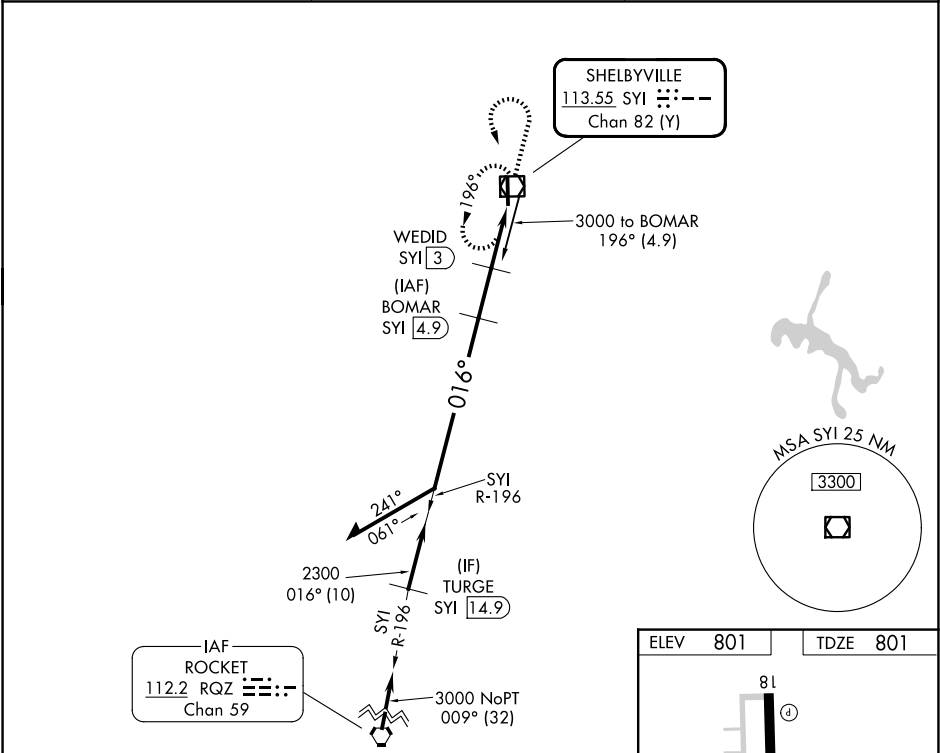 SHELBYVILLE
113.55 SYI
Chan 82 (Y)
196°
3000 to BOMAR
196° (4.9)
WEDID
SYI 3
(IAF)
BOMAR
SYI 4.9
016°
MSA SYI 25 NM
3300
SYI
R-196
241°
061°
2300
016° (10)
(IF)
TURGE
SYI 14.9
SYI
R-196
IAF
ROCKET
112.2 RQZ
Chan 59
3000 NoPT
009° (32)
ELEV 801
TDZE 801
18
P